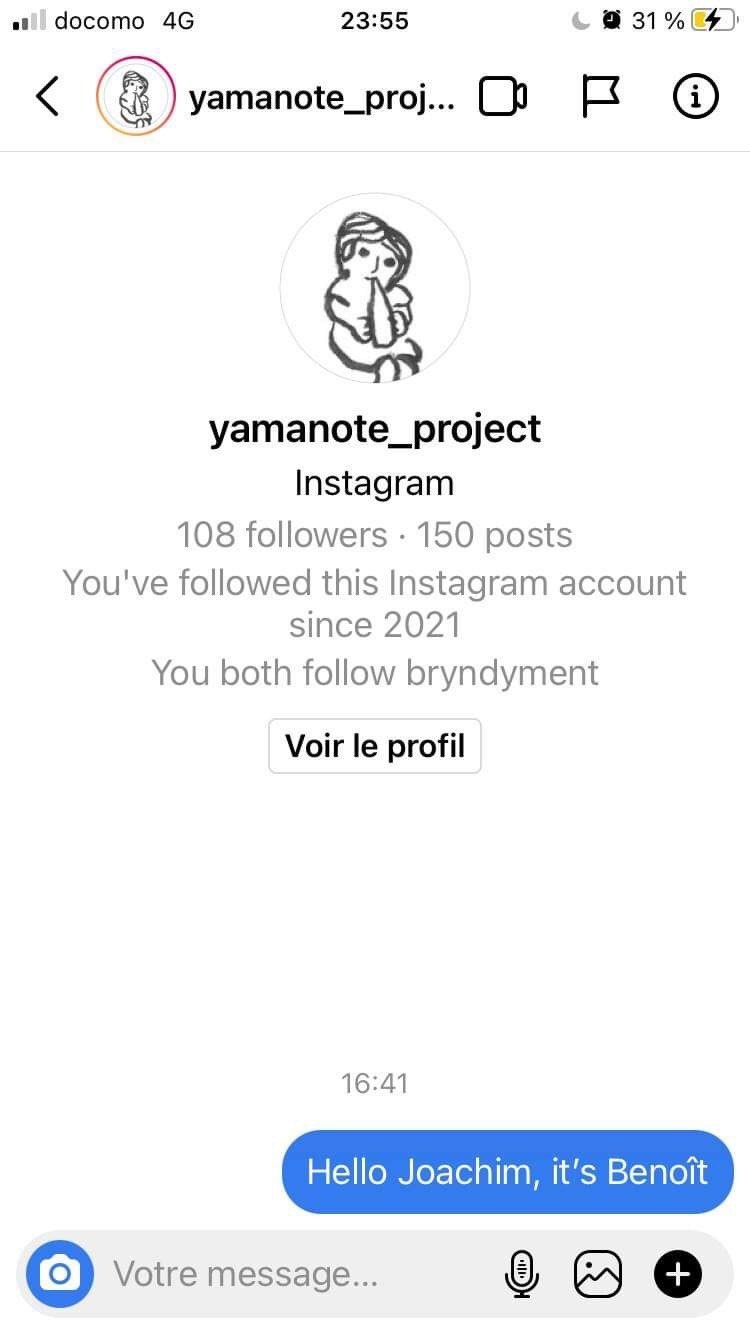 docomo 4G 23:55 31 %
yamanote_proj...
yamanote_project
Instagram
108 followers · 150 posts
You've followed this Instagram account
since 2021
You both follow bryndyment
Voir le profil
16:41
Hello Joachim, it’s Benoît
Votre message...